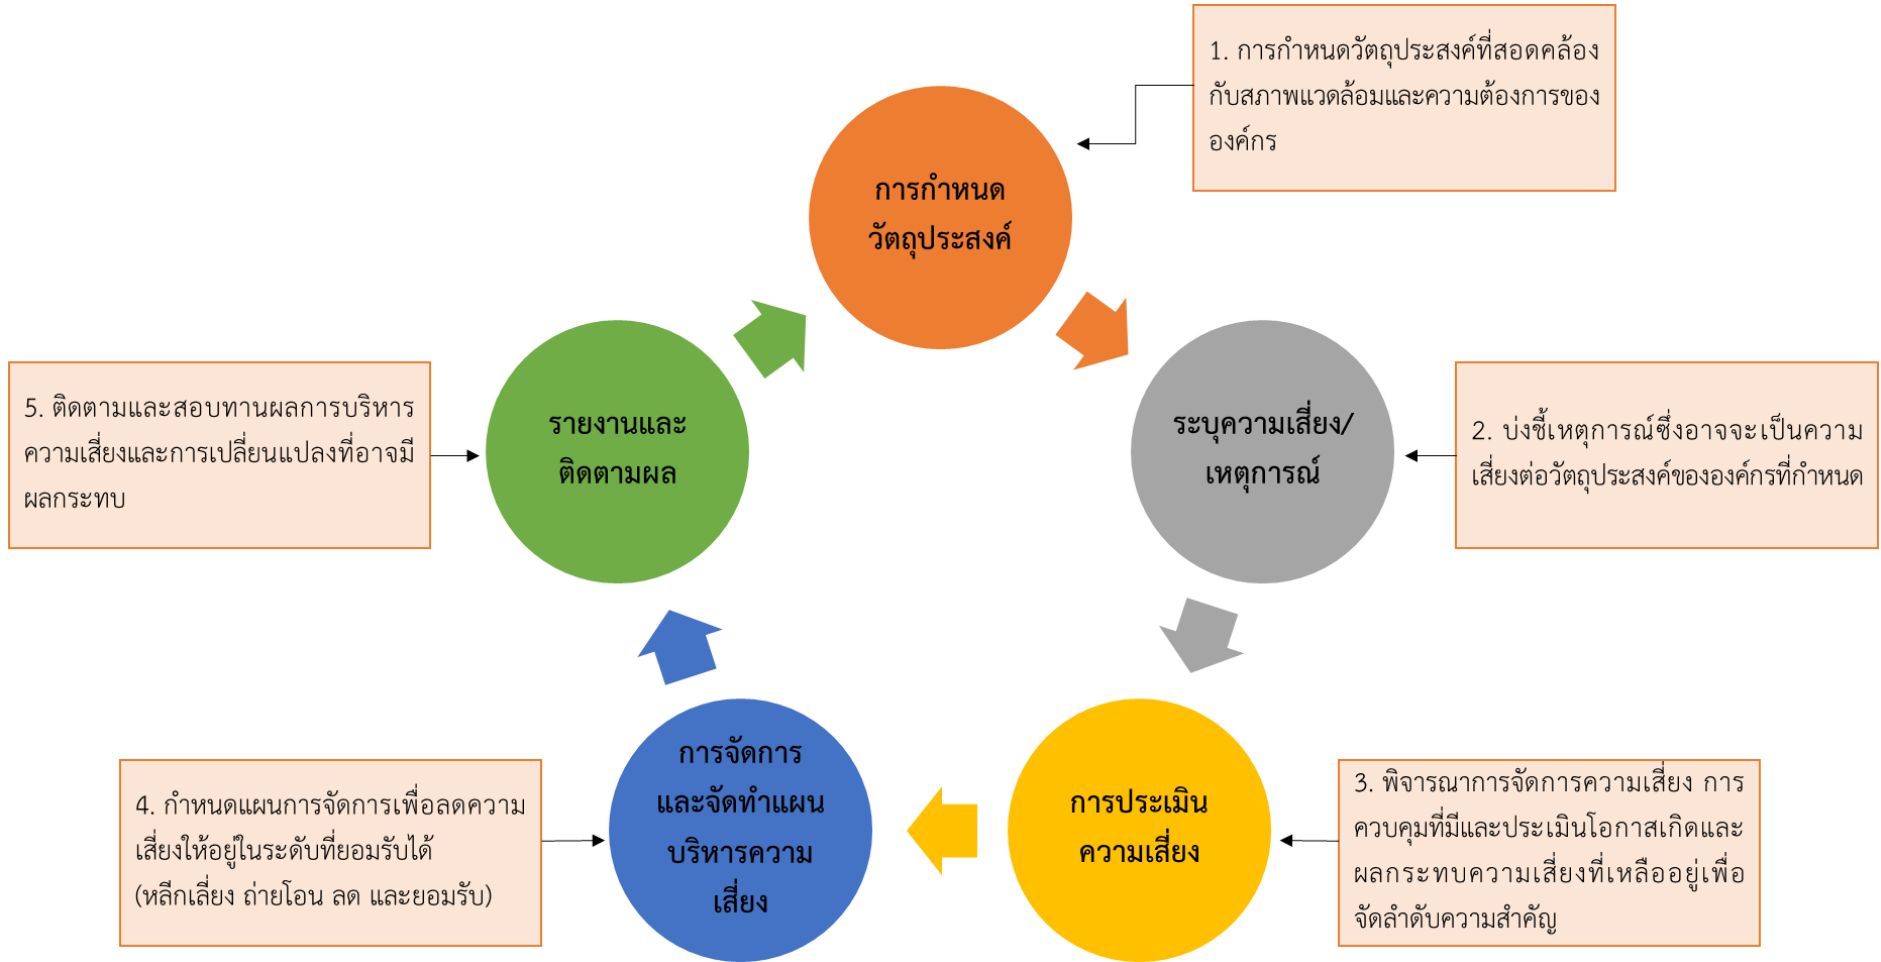 1. การกำหนดวัตถุประสงค์ที่สอดคล้อง
กับสภาพแวดล้อมและความต้องการของ
องค์กร
การกำหนด
วัตถุประสงค์
ระบุความเสี่ยง/
เหตุการณ์
2. บ่งชี้เหตุการณ์ซึ่งอาจจะเป็นความ
เสี่ยงต่อวัตถุประสงค์ขององค์กรที่กำหนด
การประเมิน
ความเสี่ยง
3. พิจารณาการจัดการความเสี่ยง การ
ควบคุมที่มีและประเมินโอกาสเกิดและ
ผลกระทบความเสี่ยงที่เหลืออยู่เพื่อ
จัดลำดับความสำคัญ
การจัดการ
และจัดทำแผน
บริหารความ
เสี่ยง
4. กำหนดแผนการจัดการเพื่อลดความ
เสี่ยงให้อยู่ในระดับที่ยอมรับได้
(หลีกเลี่ยง ถ่ายโอน ลด และยอมรับ)
รายงานและ
ติดตามผล
5. ติดตามและสอบทานผลการบริหาร
ความเสี่ยงและการเปลี่ยนแปลงที่อาจมี
ผลกระทบ